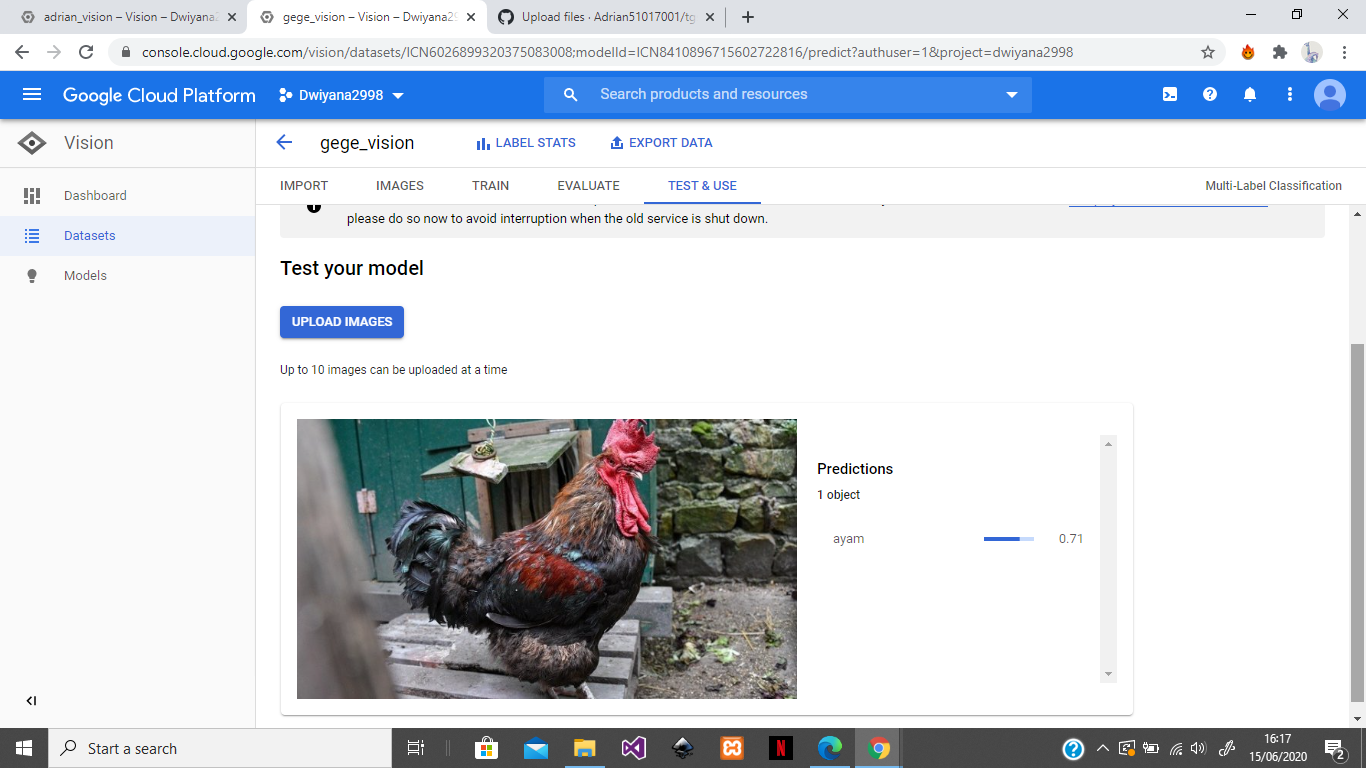 adrian_vision – Vision – Dwiyana2
gege_vision – Vision – Dwiyana29
Upload files · Adrian51017001/tg
console.cloud.google.com/vision/datasets/ICN6026899320375083008;modelId=ICN8410896715602722816/predict?authuser=1&project=dwiyana2998
Google Cloud Platform
Dwiyana2998
Search products and resources
Vision
gege_vision
LABEL STATS
EXPORT DATA
IMPORT
IMAGES
TRAIN
EVALUATE
TEST & USE
Multi-Label Classification
Dashboard
Datasets
Models
please do so now to avoid interruption when the old service is shut down.
Test your model
UPLOAD IMAGES
Up to 10 images can be uploaded at a time
Predictions
1 object
ayam
0.71
Start a search
16:17
15/06/2020
2